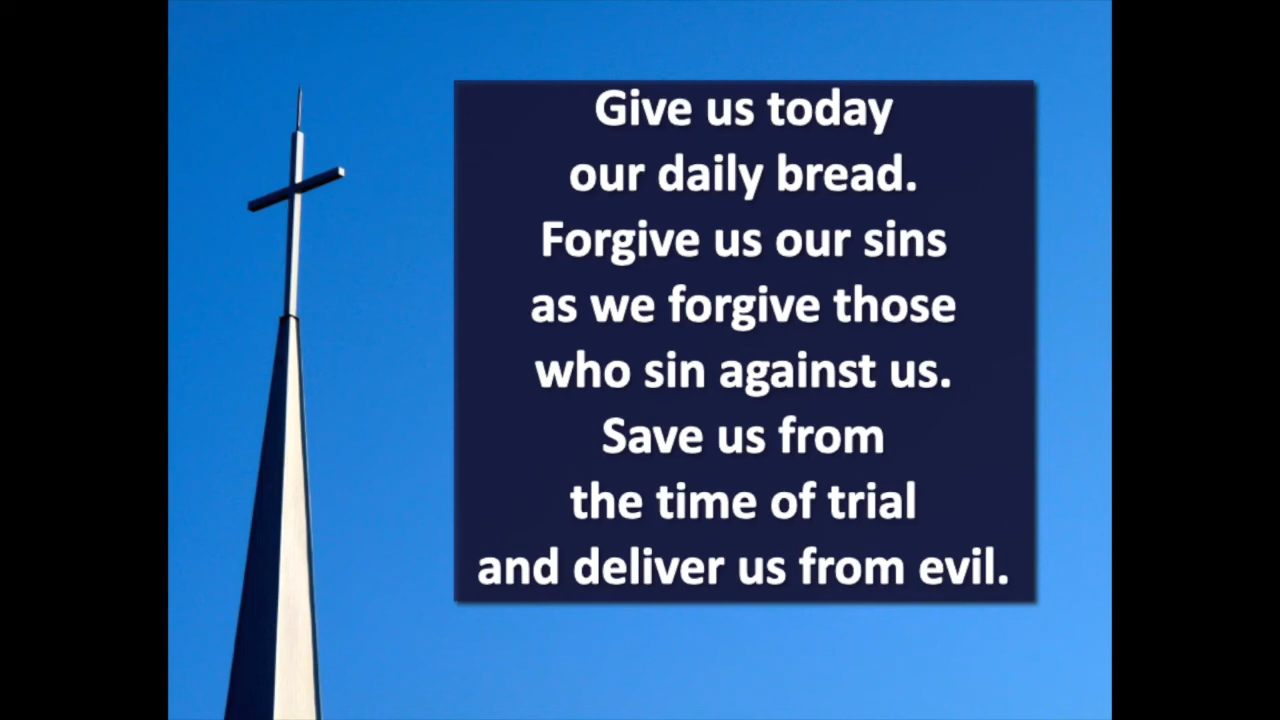 Give us today
our daily bread.
Forgive us our sins
as we forgive those
who sin against us.
Save us from
the time of trial
and deliver us from evil.